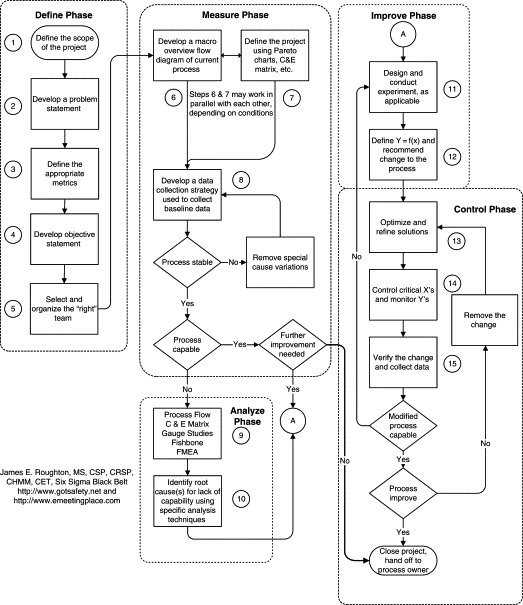 Define Phase
1
Define the scope
of the project
2
Develop a problem
statement
3
Define the
appropriate
metrics
4
Develop objective
statement
5
Select and
organize the "right"
team
Measure Phase
Develop a macro
overview flow
diagram of current
process
Define the project
using Pareto
charts, C&E
matrix, etc.
6
Steps 6 & 7 may work in
parallel with each other,
depending on conditions
7
Develop a data
collection strategy
used to collect
baseline data
8
Process stable
No
Remove special
cause variations
Yes
Process
capable
Yes
Further
improvement
needed
No
Yes
A
Analyze
Phase
Process Flow
C & E Matrix
Gauge Studies
Fishbone
FMEA
9
Identify root
cause(s) for lack of
capability using
specific analysis
techniques
10
James E. Roughton, MS, CSP, CRSP,
CHMM, CET, Six Sigma Black Belt
http://www.gotsafety.net and
http://www.emeetingplace.com
Improve Phase
A
Design and
conduct
experiment, as
applicable
11
Define Y = f(x) and
recommend
change to the
process
12
Control Phase
Optimize and
refine solutions
13
No
Control critical X's
and monitor Y's
14
Remove the
change
Verify the change
and collect data
15
Modified
process
capable
No
Yes
No
Process
improve
Yes
Close project,
hand off to
process owner